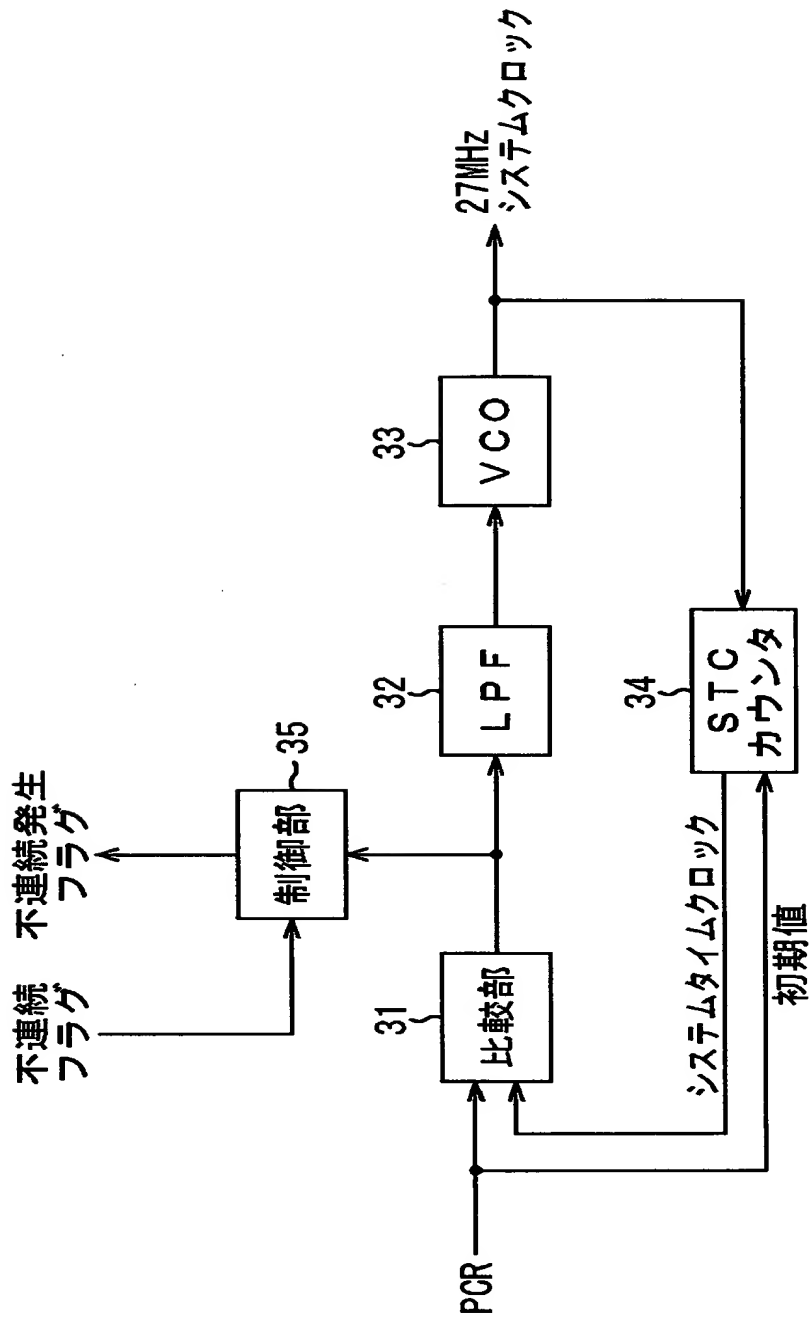 不連続
フラグ
不連続発生
フラグ
制御部
35
PCR
31
比較部
32
LPF
33
VCO
27MHz
システムクロック
システムタイムクロック
初期値
34
STC
カウンタ